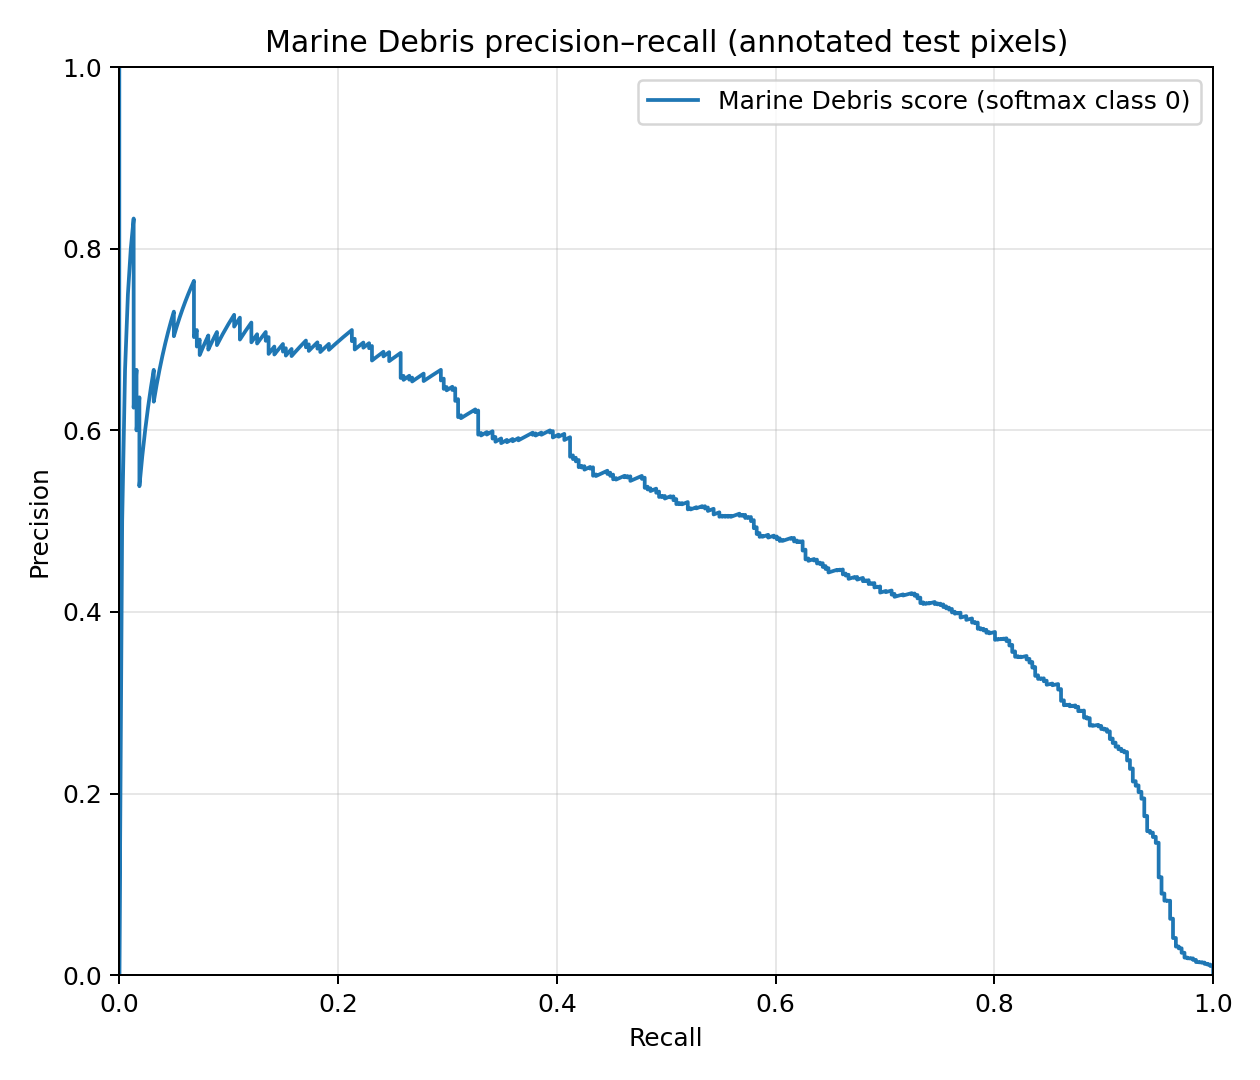 Marine Debris precision–recall (annotated test pixels)
Marine Debris score (softmax class 0)
1.0
0.8
0.6
0.4
0.2
0.0
Precision
0.0 0.2 0.4 0.6 0.8 1.0
Recall